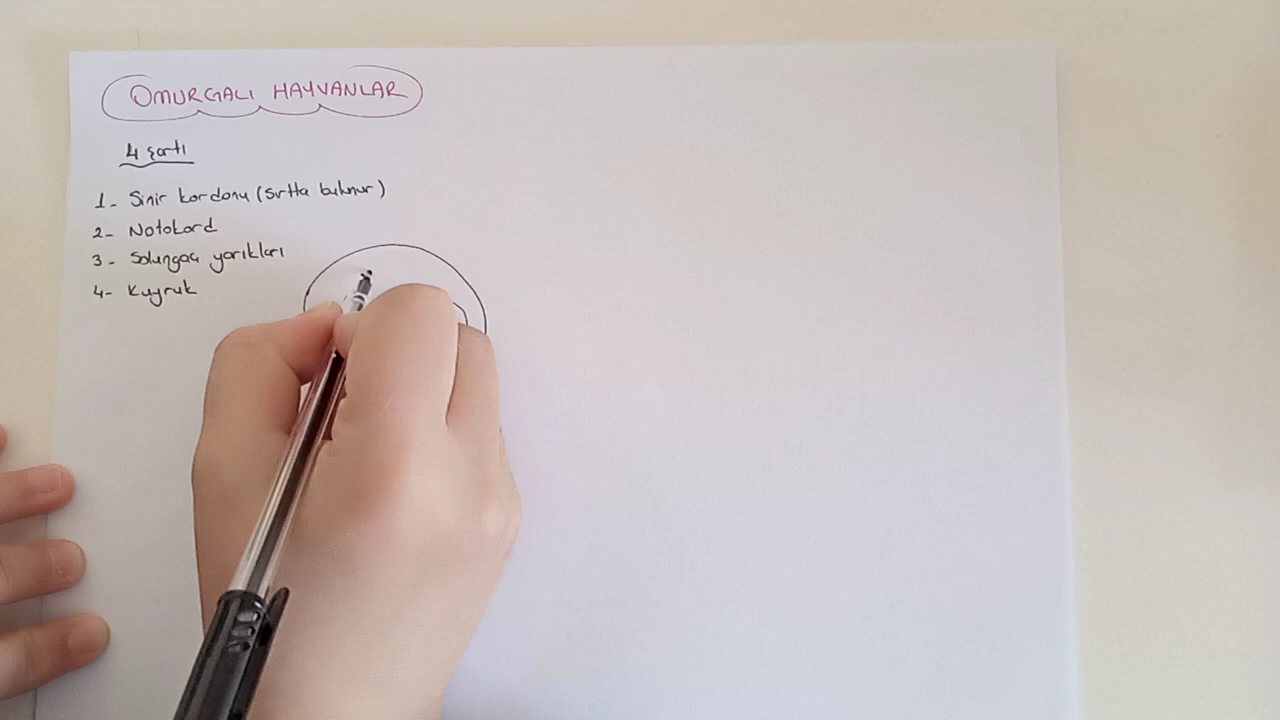 OMURGALI HAYVANLAR
4 şartı
1- Sinir kordonu (sırtta bulunur)
2- Notokord
3- Solungaç yarıkları
4- Kuyruk